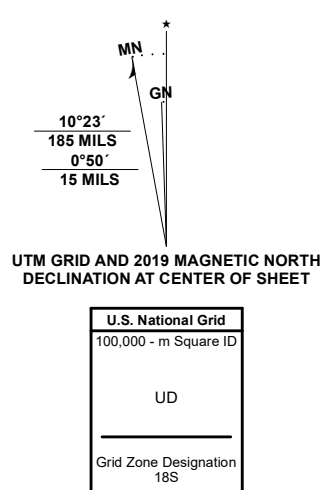 ★
MN
GN
10°23´
185 MILS
0°50´
15 MILS
UTM GRID AND 2019 MAGNETIC NORTH
DECLINATION AT CENTER OF SHEET
U.S. National Grid
100,000 - m Square ID
UD
Grid Zone Designation
18S